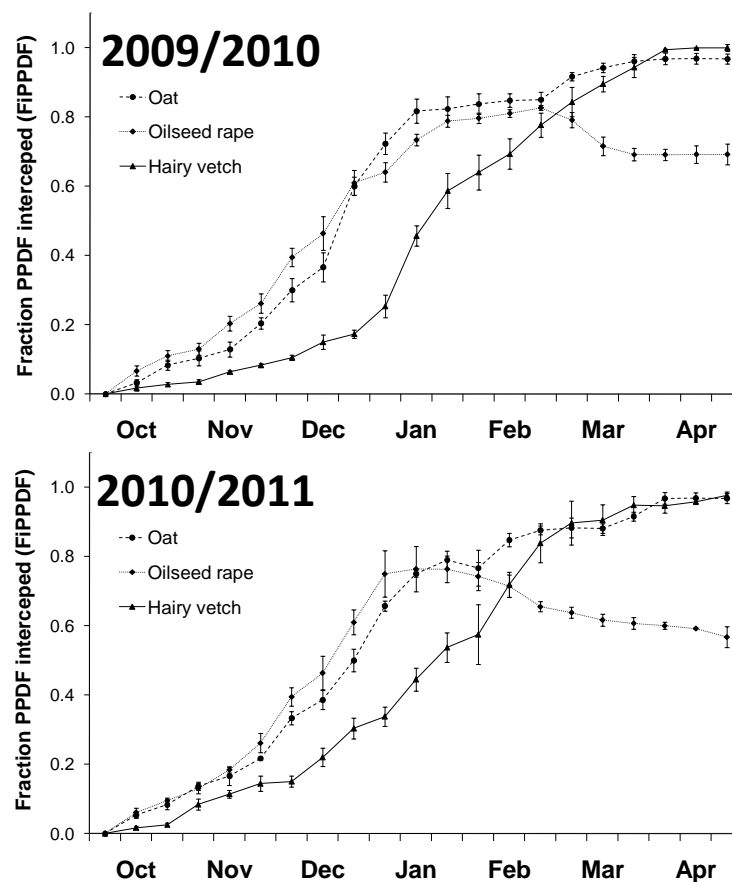 2009/2010
Fraction PPDF interceped (FiPPDF)
1.0
0.8
0.6
0.4
0.2
0.0
Oat
Oilseed rape
Hairy vetch
Oct Nov Dec Jan Feb Mar Apr
2010/2011
Fraction PPDF interceped (FiPPDF)
1.0
0.8
0.6
0.4
0.2
0.0
Oat
Oilseed rape
Hairy vetch
Oct Nov Dec Jan Feb Mar Apr